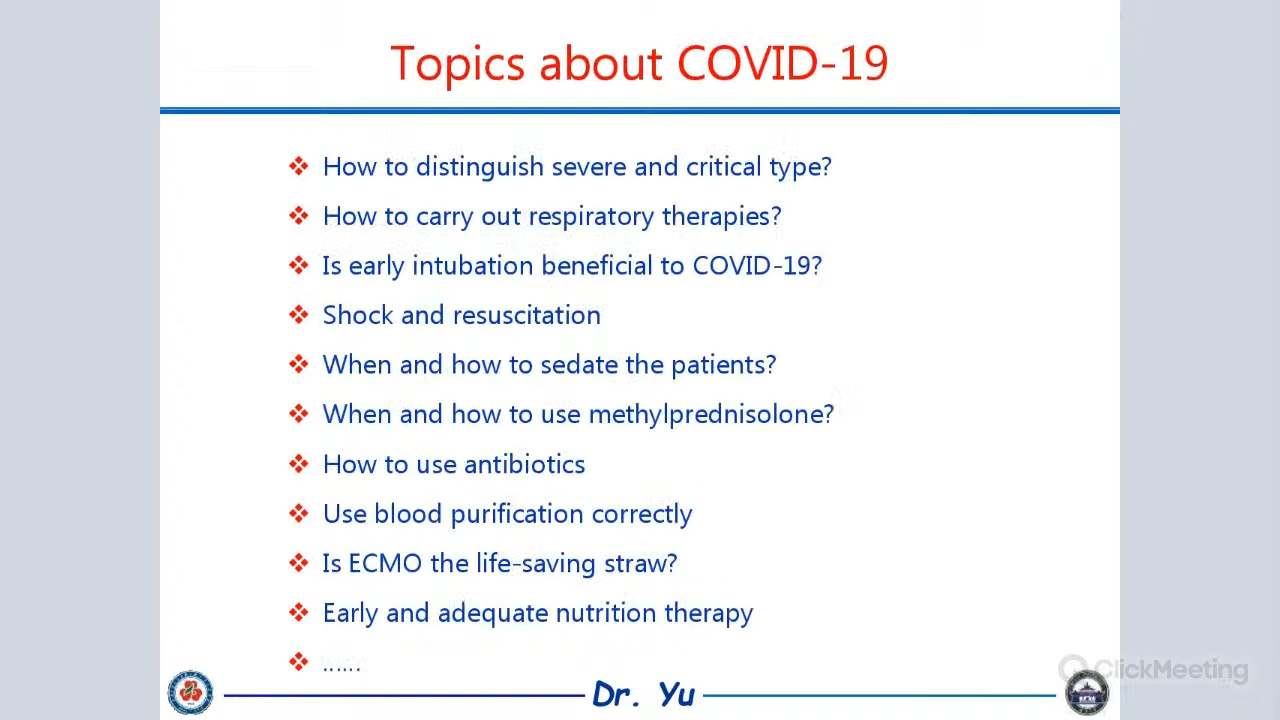 Topics about COVID-19
How to distinguish severe and critical type?
How to carry out respiratory therapies?
Is early intubation beneficial to COVID-19?
Shock and resuscitation
When and how to sedate the patients?
When and how to use methylprednisolone?
How to use antibiotics
Use blood purification correctly
Is ECMO the life-saving straw?
Early and adequate nutrition therapy
......
ClickMeeting
Dr. Yu